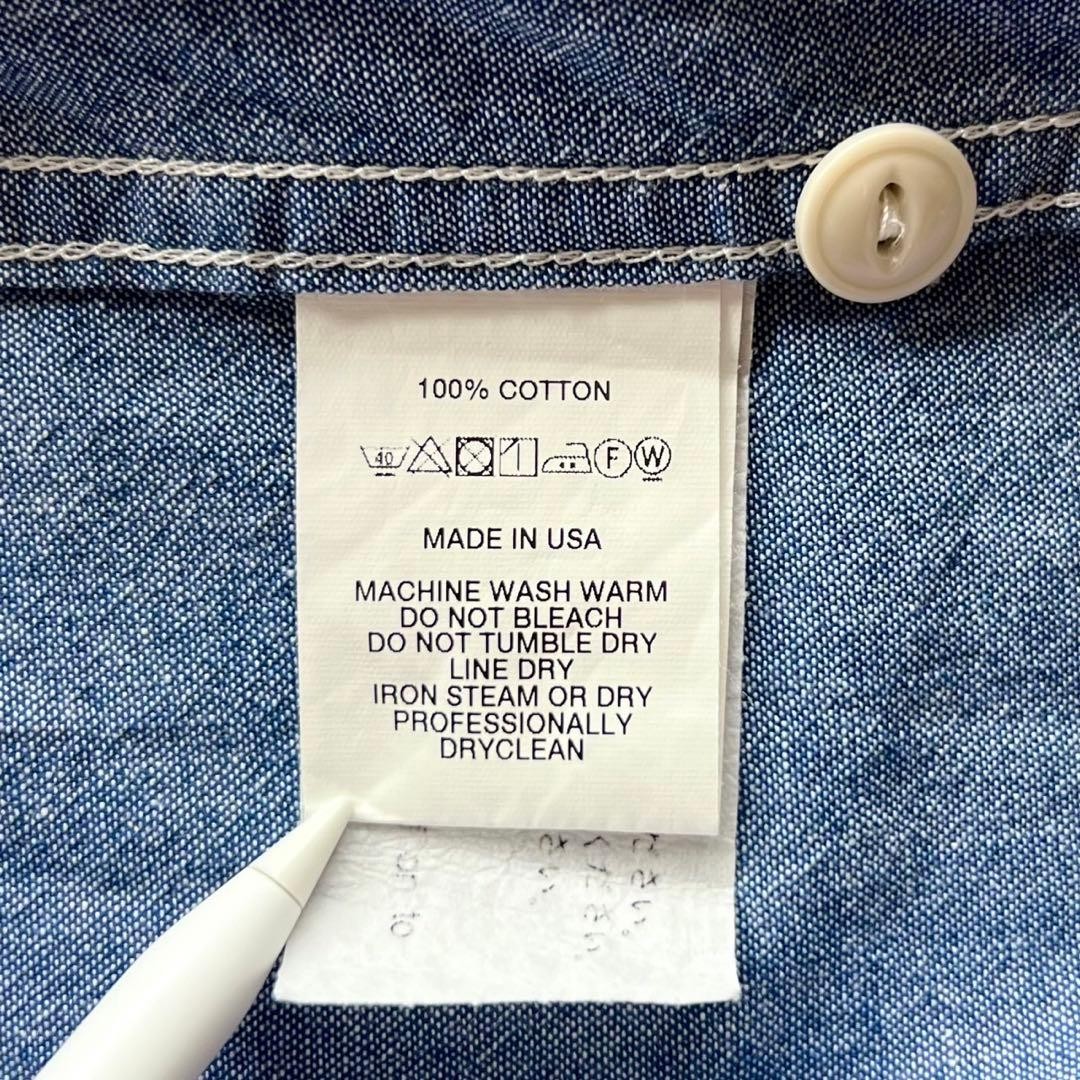 100% COTTON
40 F W
MADE IN USA
MACHINE WASH WARM
DO NOT BLEACH
DO NOT TUMBLE DRY
LINE DRY
IRON STEAM OR DRY
PROFESSIONALLY
DRYCLEAN